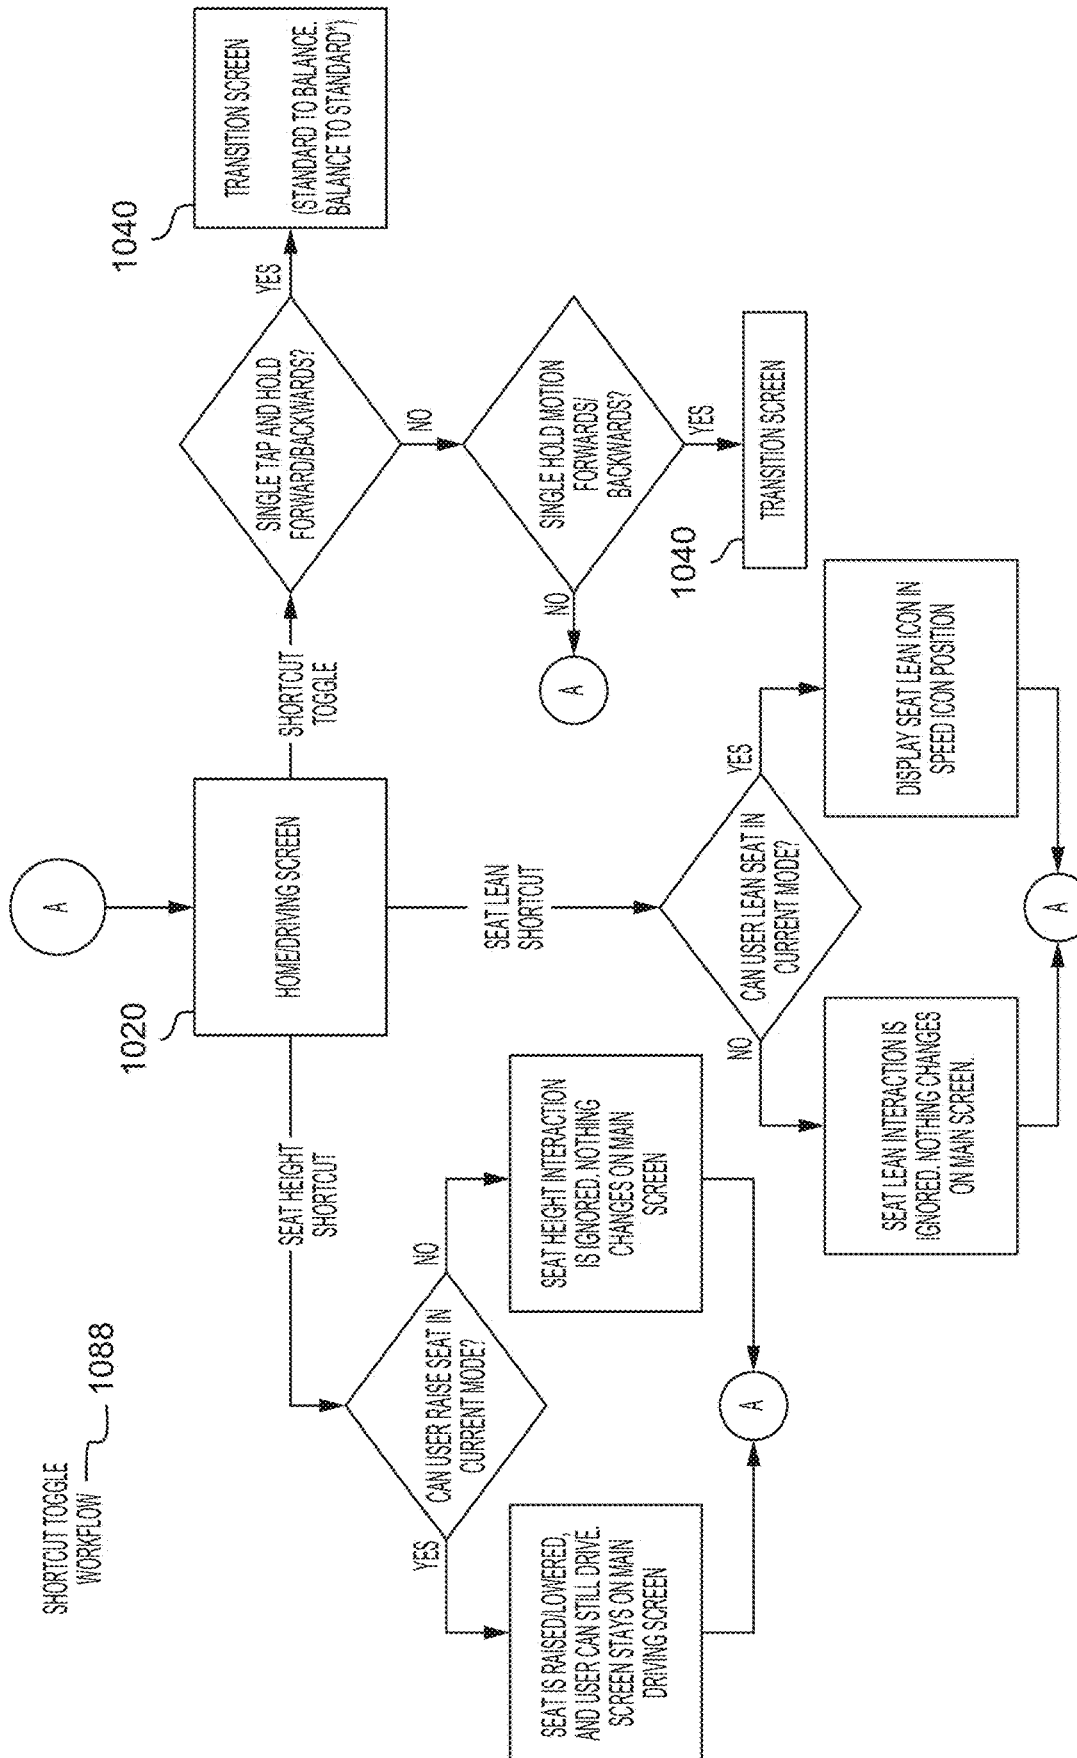 SHORTCUT TOGGLE
WORKFLOW
1088
A
1020
HOME/DRIVING SCREEN
SEAT HEIGHT
SHORTCUT
SEAT LEAN
SHORTCUT
SHORTCUT
TOGGLE
CAN USER RAISE SEAT IN
CURRENT MODE?
YES
NO
SEAT IS RAISED/LOWERED,
AND USER CAN STILL DRIVE.
SCREEN STAYS ON MAIN
DRIVING SCREEN
SEAT HEIGHT INTERACTION
IS IGNORED. NOTHING
CHANGES ON MAIN
SCREEN
A
CAN USER LEAN SEAT IN
CURRENT MODE?
NO
YES
SEAT LEAN INTERACTION IS
IGNORED. NOTHING CHANGES
ON MAIN SCREEN.
DISPLAY SEAT LEAN ICON IN
SPEED ICON POSITION
A
SINGLE TAP AND HOLD
FORWARD/BACKWARDS?
YES
NO
1040
TRANSITION SCREEN
(STANDARD TO BALANCE.
BALANCE TO STANDARD*)
SINGLE HOLD MOTION
FORWARDS/
BACKWARDS?
NO
YES
A
1040
TRANSITION SCREEN